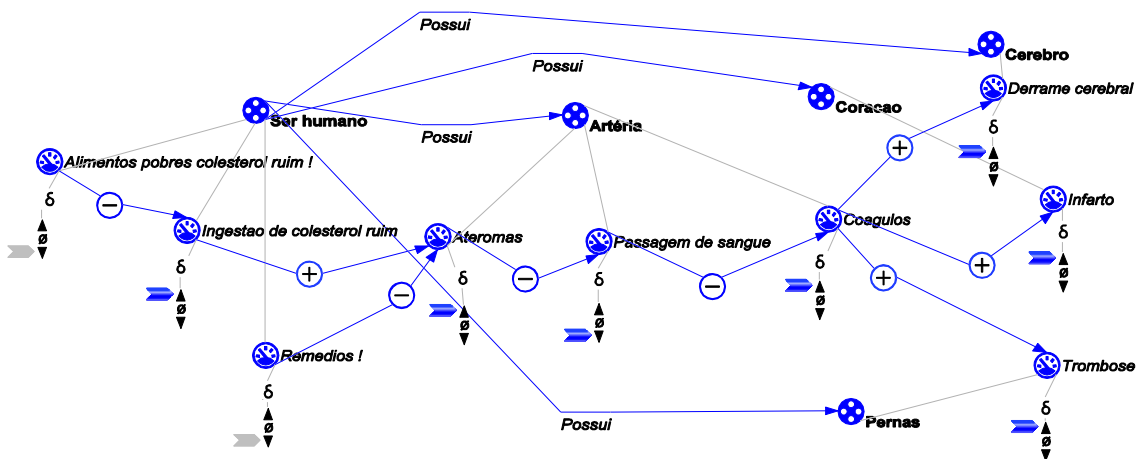 Possui
Cerebro
Possui
Derrame cerebral
Coracao
Ser humano
Artéria
Possui
δ
Alimentos pobres colesterol ruim !
+
ø
δ
−
Infarto
Ingestao de colesterol ruim
Ateromas
Passagem de sangue
Coagulos
δ
ø
δ
+
−
−
+
+
δ
δ
δ
ø
ø
−
−
ø
ø
ø
Remedios !
Trombose
δ
δ
ø
Possui
Pernas
ø